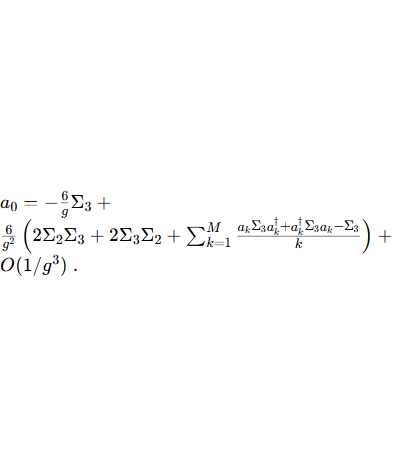 $a_0 = -\frac{6}{g}\Sigma_3 +$
$\frac{6}{g^2}\left(2\Sigma_2\Sigma_3 + 2\Sigma_3\Sigma_2 + \sum_{k=1}^{M}\frac{a_k\Sigma_3 a_k^\dagger + a_k^\dagger\Sigma_3 a_k - \Sigma_3}{k}\right) +$
$O(1/g^3)\;.$